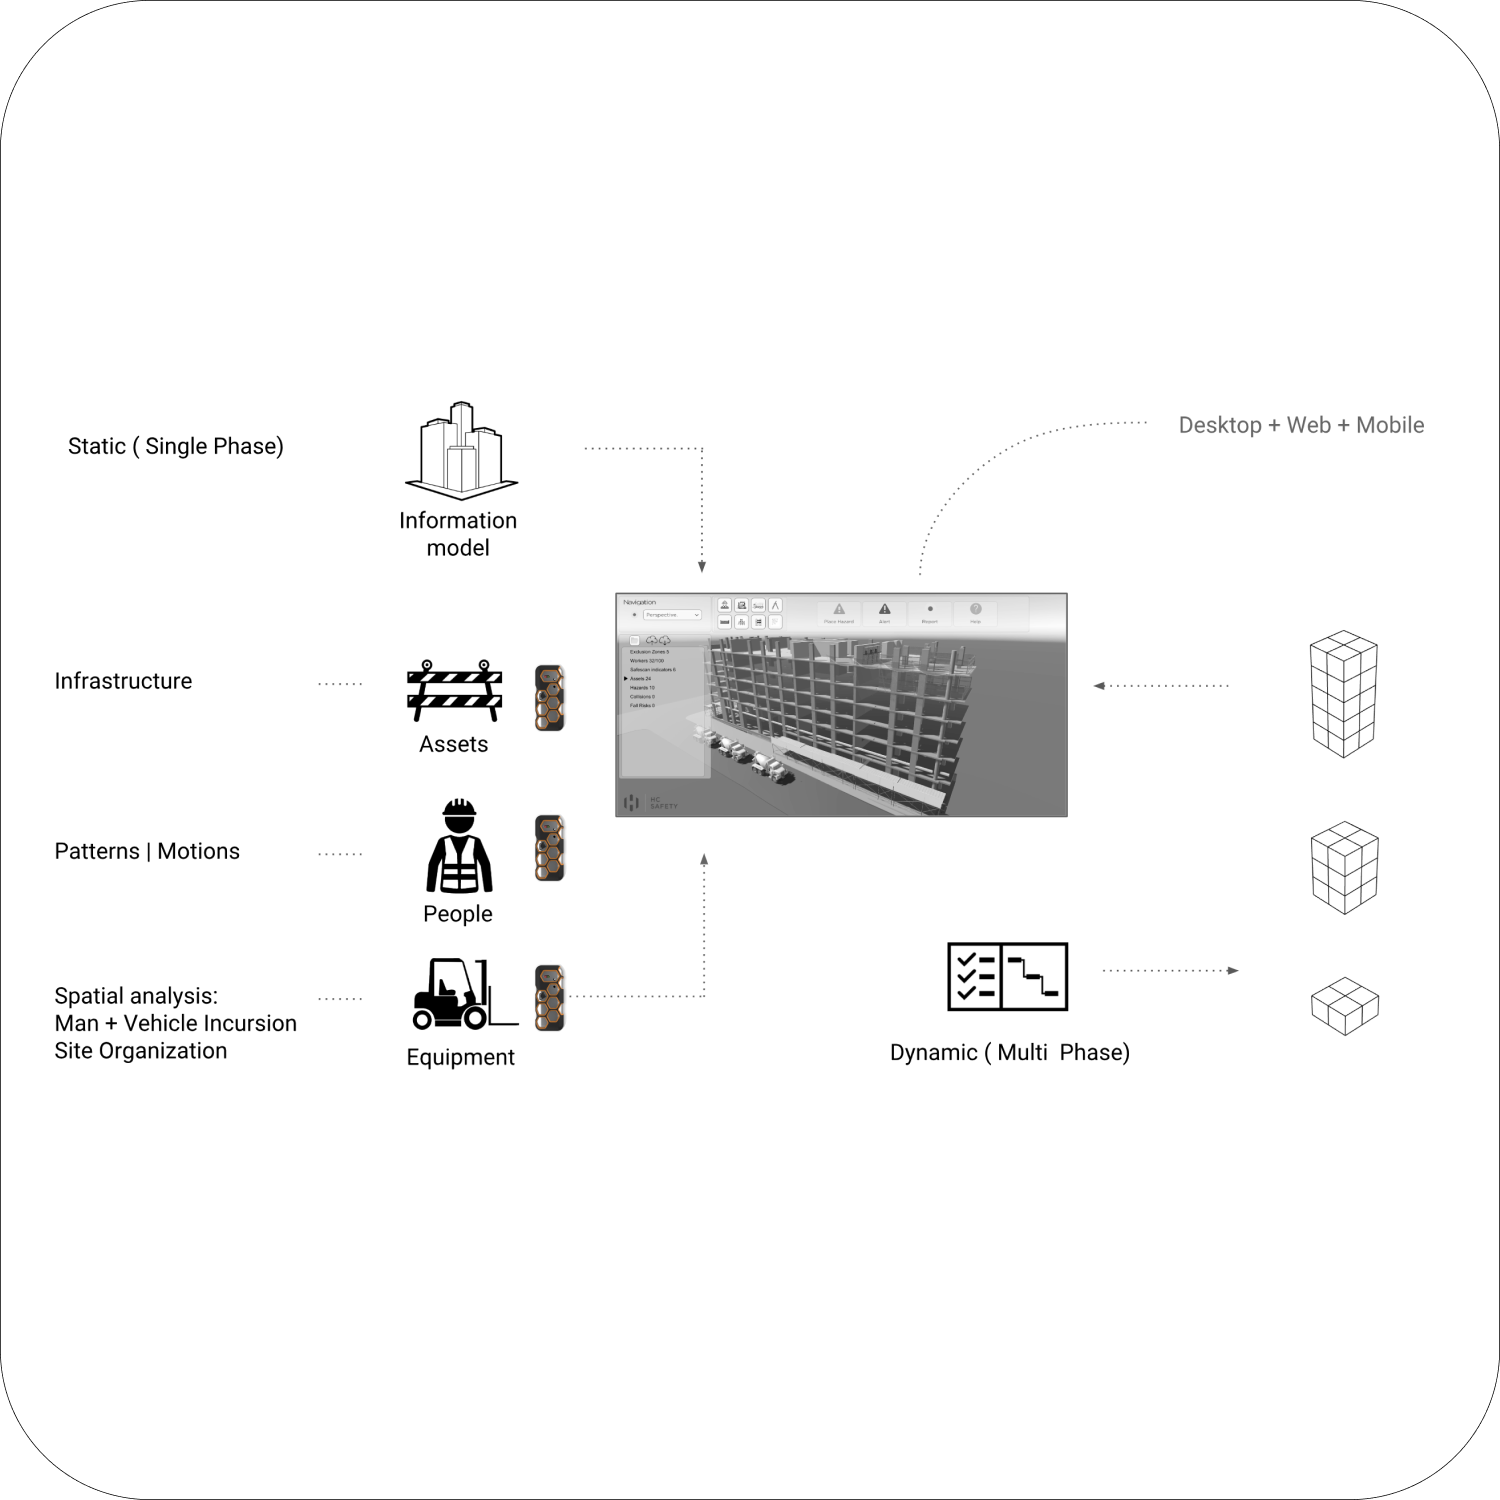 Static ( Single Phase)
Information
model
Desktop + Web + Mobile
Navigation
Perspective
Place Hazard
Alert
Report
Help
Exclusion Zones 0
Workers 32/100
Safescan Indicators 6
Assets 24
Hazards 10
Collisions 0
Fall Risks 0
HC
SAFETY
Infrastructure
Assets
Patterns | Motions
People
Spatial analysis:
Man + Vehicle Incursion
Site Organization
Equipment
Dynamic ( Multi  Phase)